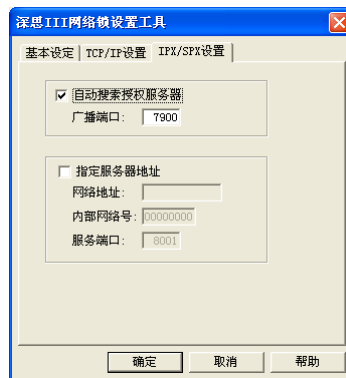 深思III网络锁设置工具
基本设定 TCP/IP设置 IPX/SPX设置
自动搜索授权服务器
广播端口: 7900
指定服务器地址
网络地址:
内部网络号: 00000000
服务端口: 8001
确定 取消 帮助